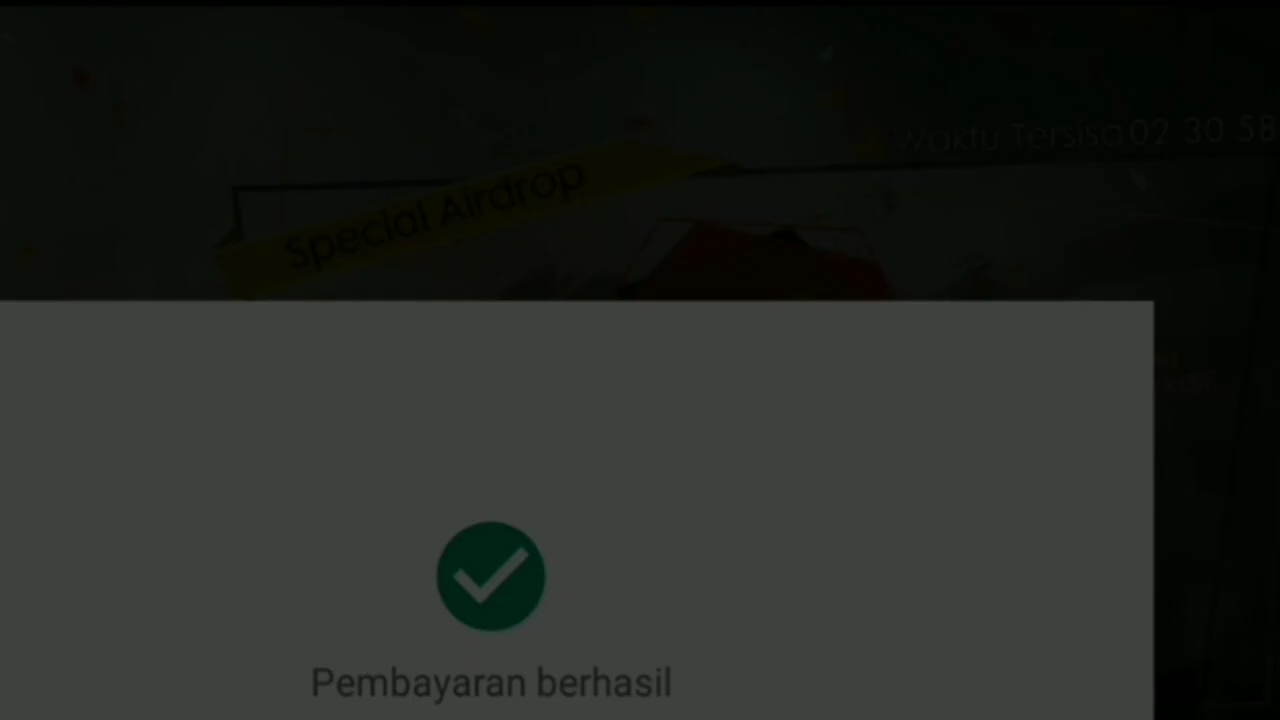 Waktu Tersisa 02 30 58
Special Airdrop
Pembayaran berhasil